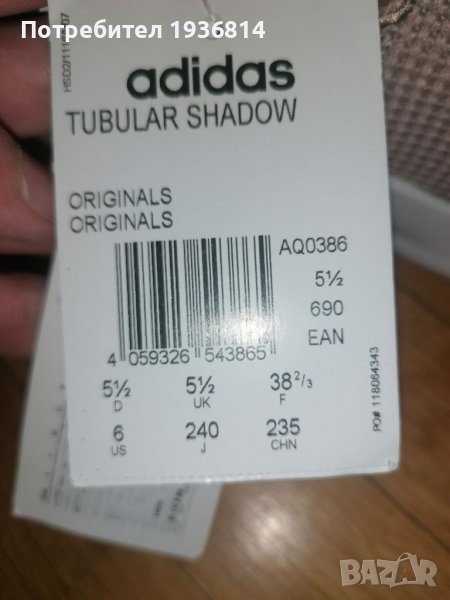 Потребител 1936814
adidas
TUBULAR SHADOW
ORIGINALS
ORIGINALS
AQ0386
5½
690
EAN
4 059326 543865
5½ 5½ 38 2/3
D UK F
6 240 235
US J CHN
PO# 118064343
BAZAR